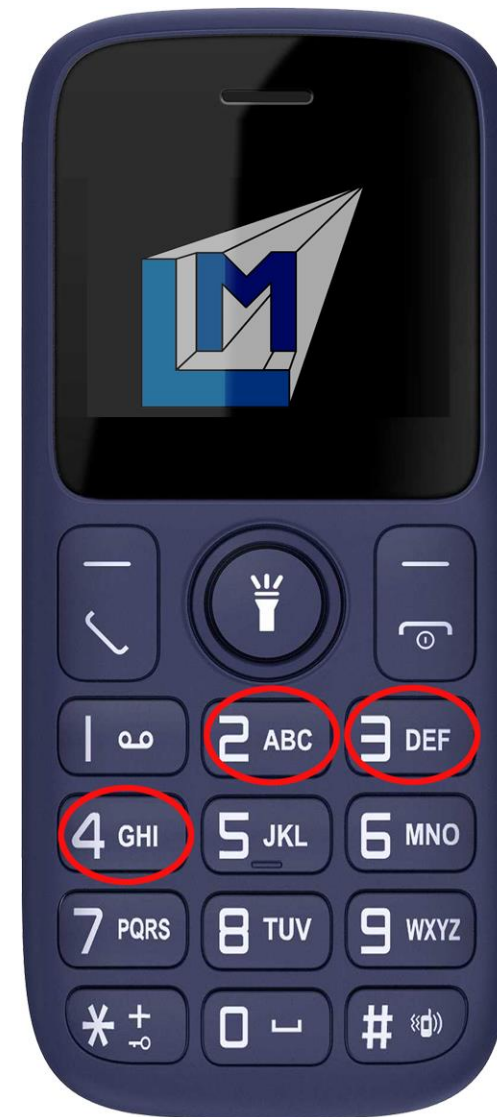 LM
1
2 ABC
3 DEF
4 GHI
5 JKL
6 MNO
7 PQRS
8 TUV
9 WXYZ
* +
0
#